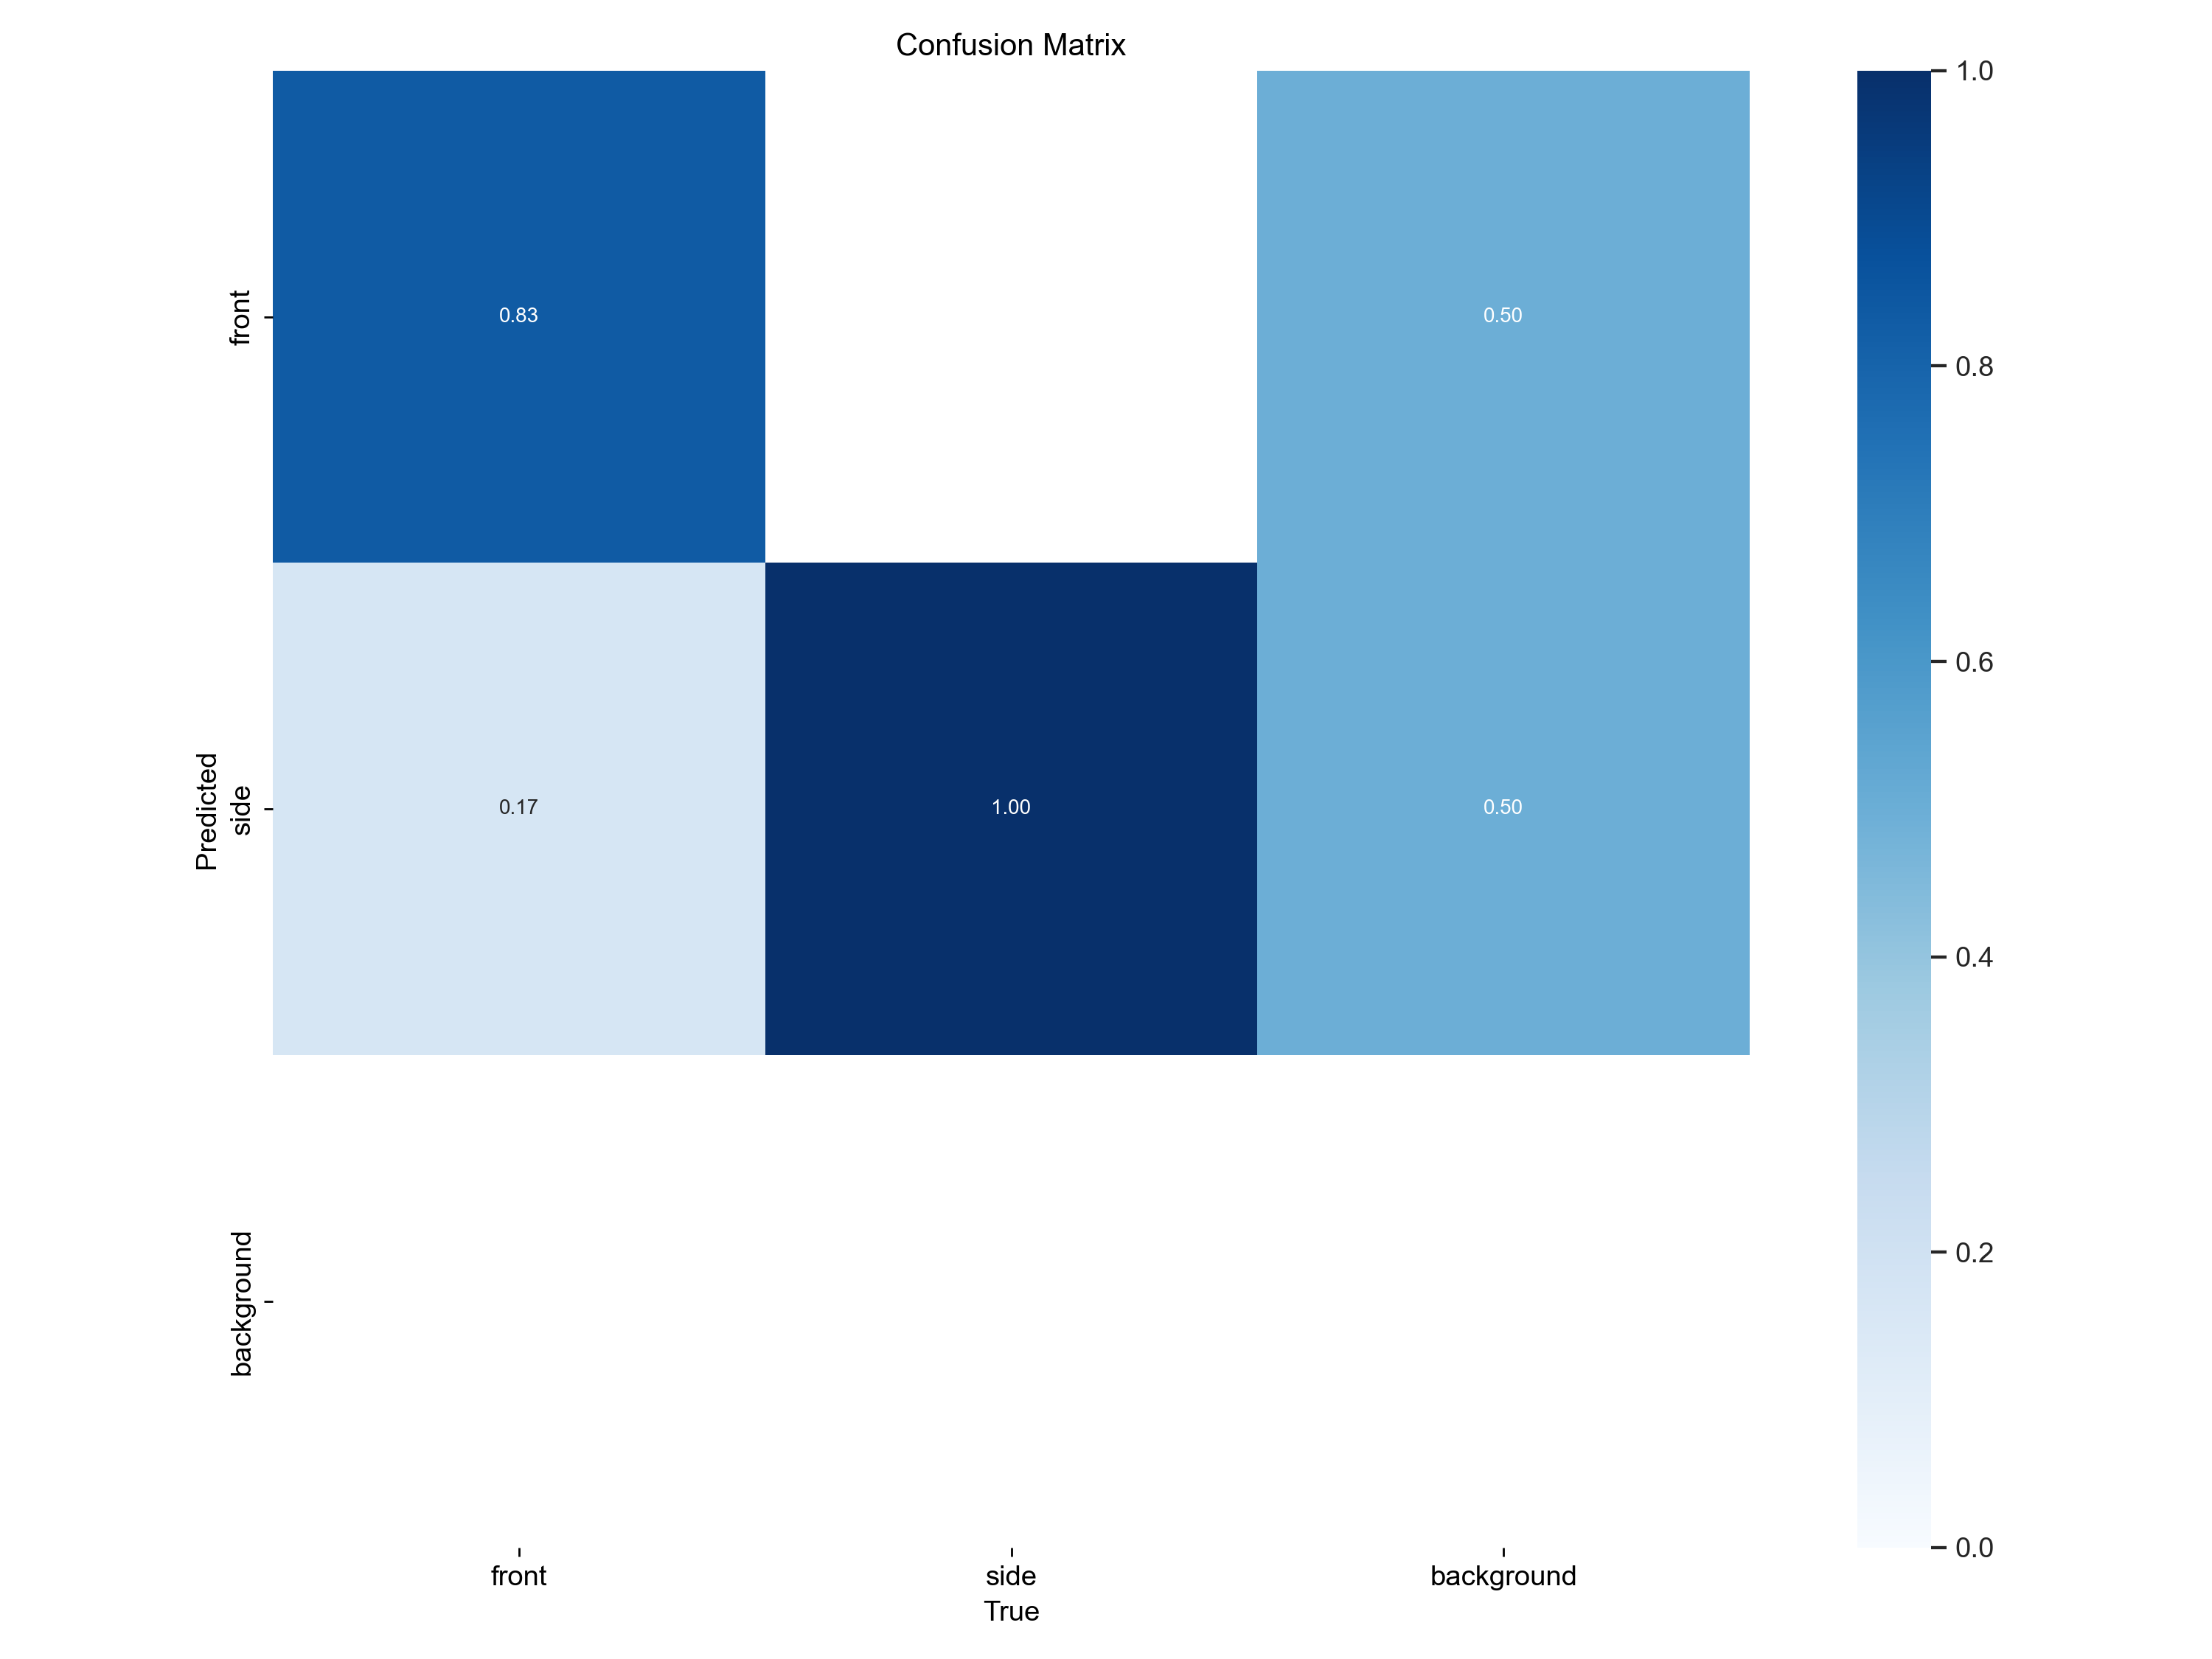 Confusion Matrix
1.0
0.8
0.6
0.4
0.2
0.0
front
0.83
0.50
Predicted
side
0.17
1.00
0.50
background
front
side
background
True